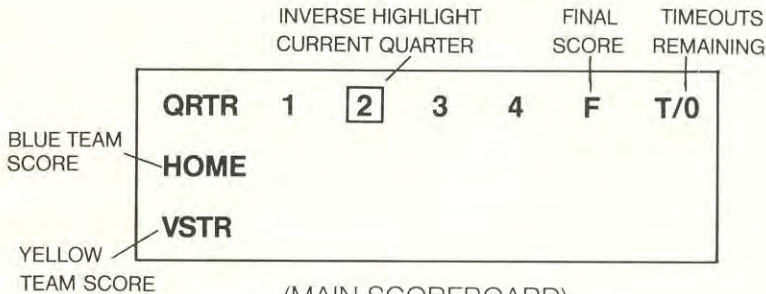 INVERSE HIGHLIGHT
CURRENT QUARTER
FINAL
SCORE
TIMEOUTS
REMAINING
QRTR 1 2 3 4 F T/0
BLUE TEAM
SCORE
HOME
VSTR
YELLOW
TEAM SCORE
(MAIN SCOREBOARD)